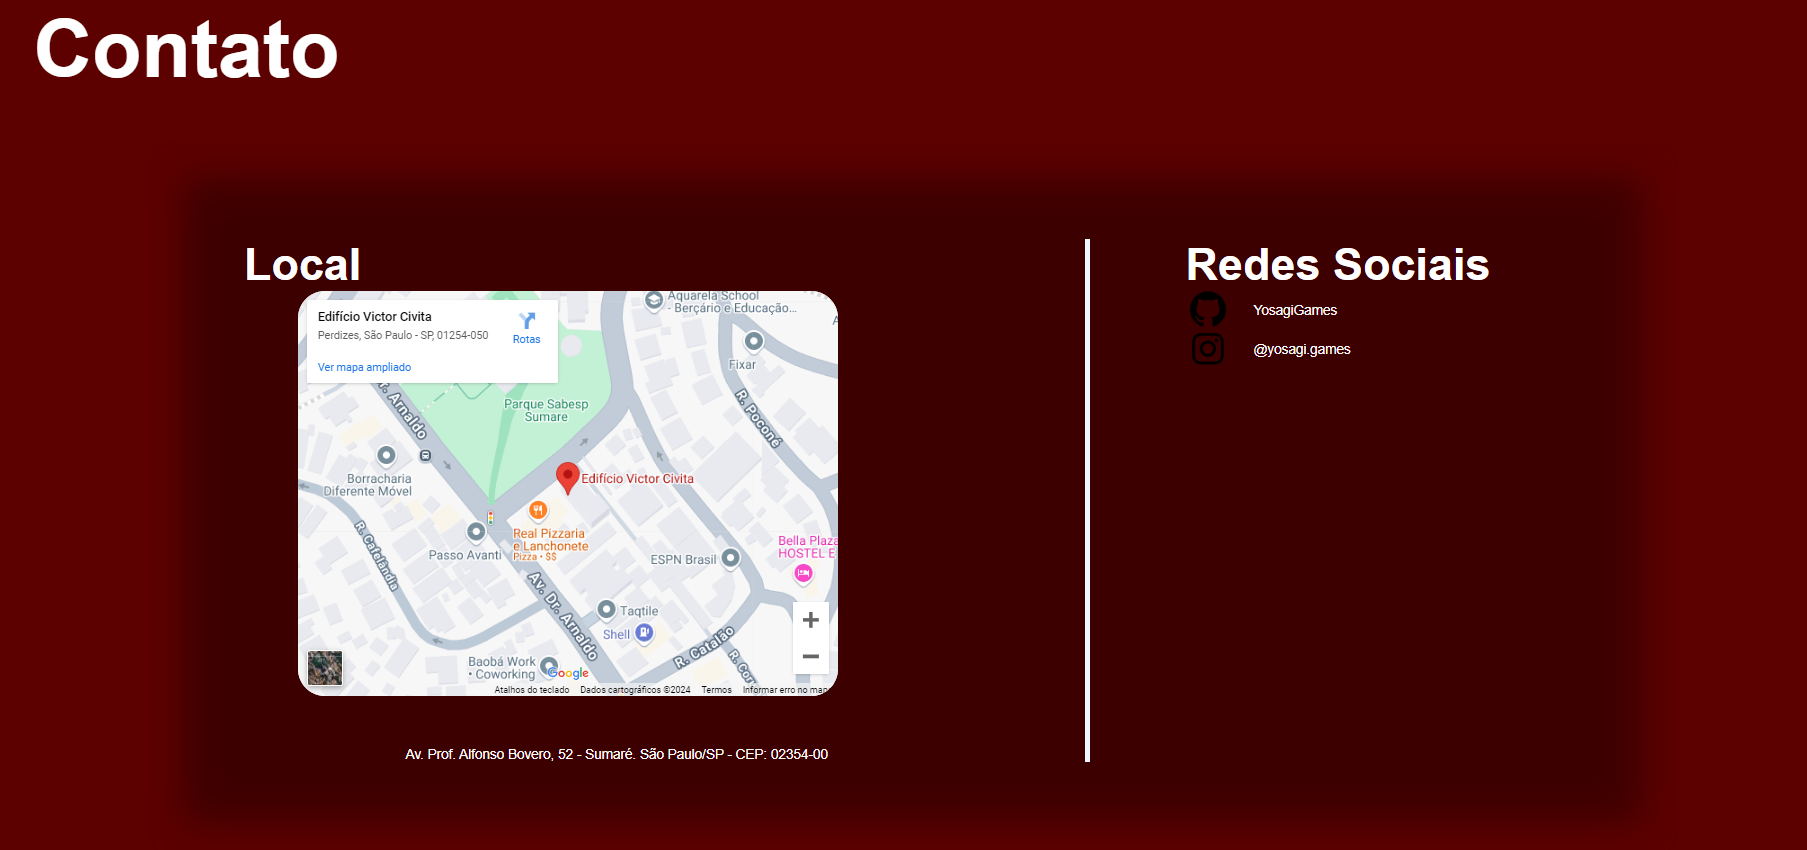 Contato
Local
Edifício Victor Civita
Perdizes, São Paulo - SP, 01254-050
Rotas
Ver mapa ampliado
Aquarela School
- Berçário e Educação...
Fixar
R. Poconé
Parque Sabesp
Sumare
Dr. Arnaldo
Borracharia
Diferente Móvel
Edifício Victor Civita
Real Pizzaria
e Lanchonete
Pizza • $$
Passo Avanti
R. Cafelândia
ESPN Brasil
Bella Plaza
HOSTEL E
Av. Dr. Arnaldo
Taqtile
Shell
R. Catalão
R. Cor
Baobá Work
• Coworking
Google
Atalhos do teclado
Dados cartográficos ©2024
Termos
Informar erro no map
Av. Prof. Alfonso Bovero, 52 - Sumaré. São Paulo/SP - CEP: 02354-00
Redes Sociais
YosagiGames
@yosagi.games